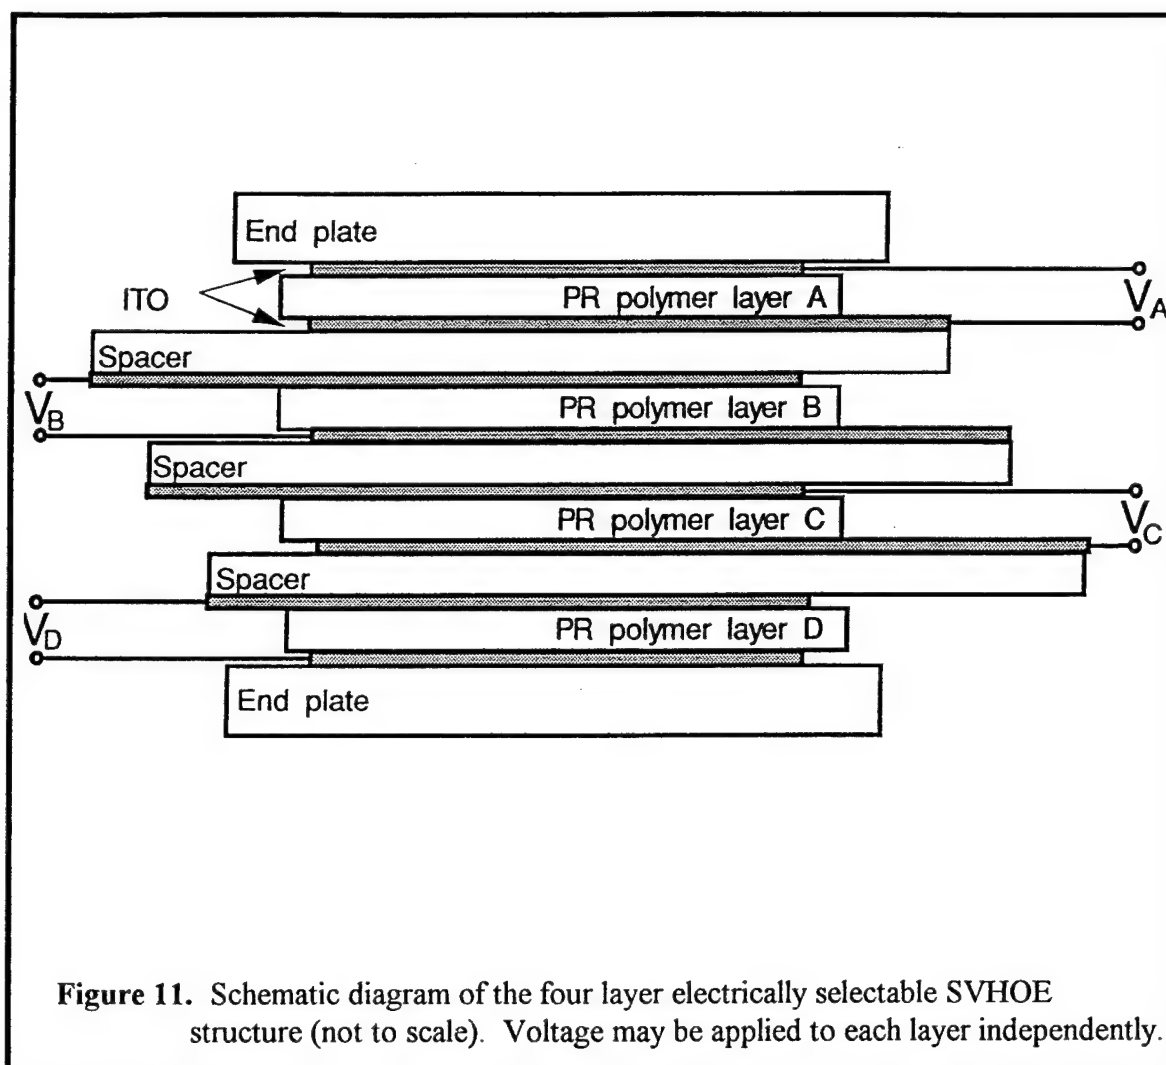 End plate
ITO
PR polymer layer A
VA
Spacer
VB
PR polymer layer B
Spacer
PR polymer layer C
VC
Spacer
VD
PR polymer layer D
End plate
Figure 11. Schematic diagram of the four layer electrically selectable SVHOE
structure (not to scale). Voltage may be applied to each layer independently.